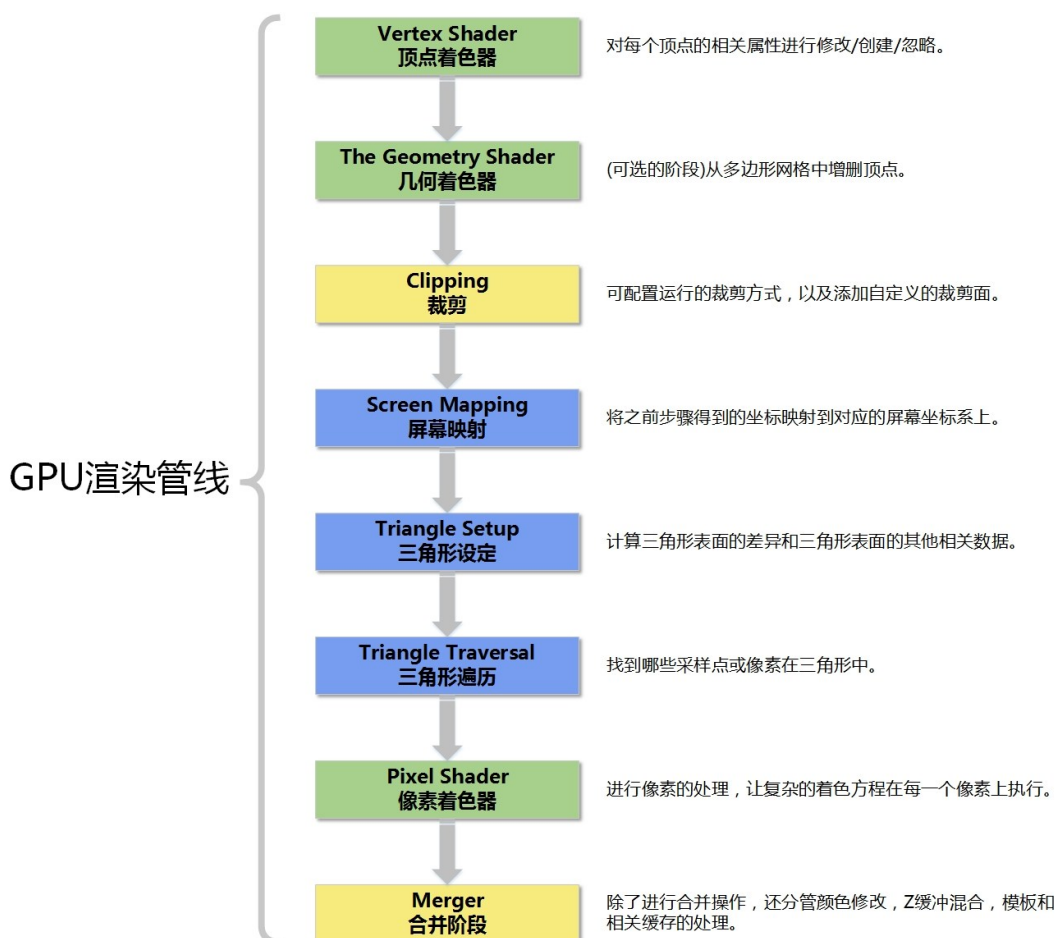 Vertex Shader
顶点着色器
对每个顶点的相关属性进行修改/创建/忽略。
The Geometry Shader
几何着色器
(可选的阶段)从多边形网格中增删顶点。
Clipping
裁剪
可配置运行的裁剪方式，以及添加自定义的裁剪面。
Screen Mapping
屏幕映射
将之前步骤得到的坐标映射到对应的屏幕坐标系上。
GPU渲染管线
Triangle Setup
三角形设定
计算三角形表面的差异和三角形表面的其他相关数据。
Triangle Traversal
三角形遍历
找到哪些采样点或像素在三角形中。
Pixel Shader
像素着色器
进行像素的处理，让复杂的着色方程在每一个像素上执行。
Merger
合并阶段
除了进行合并操作，还分管颜色修改，Z缓冲混合，模板和
相关缓存的处理。